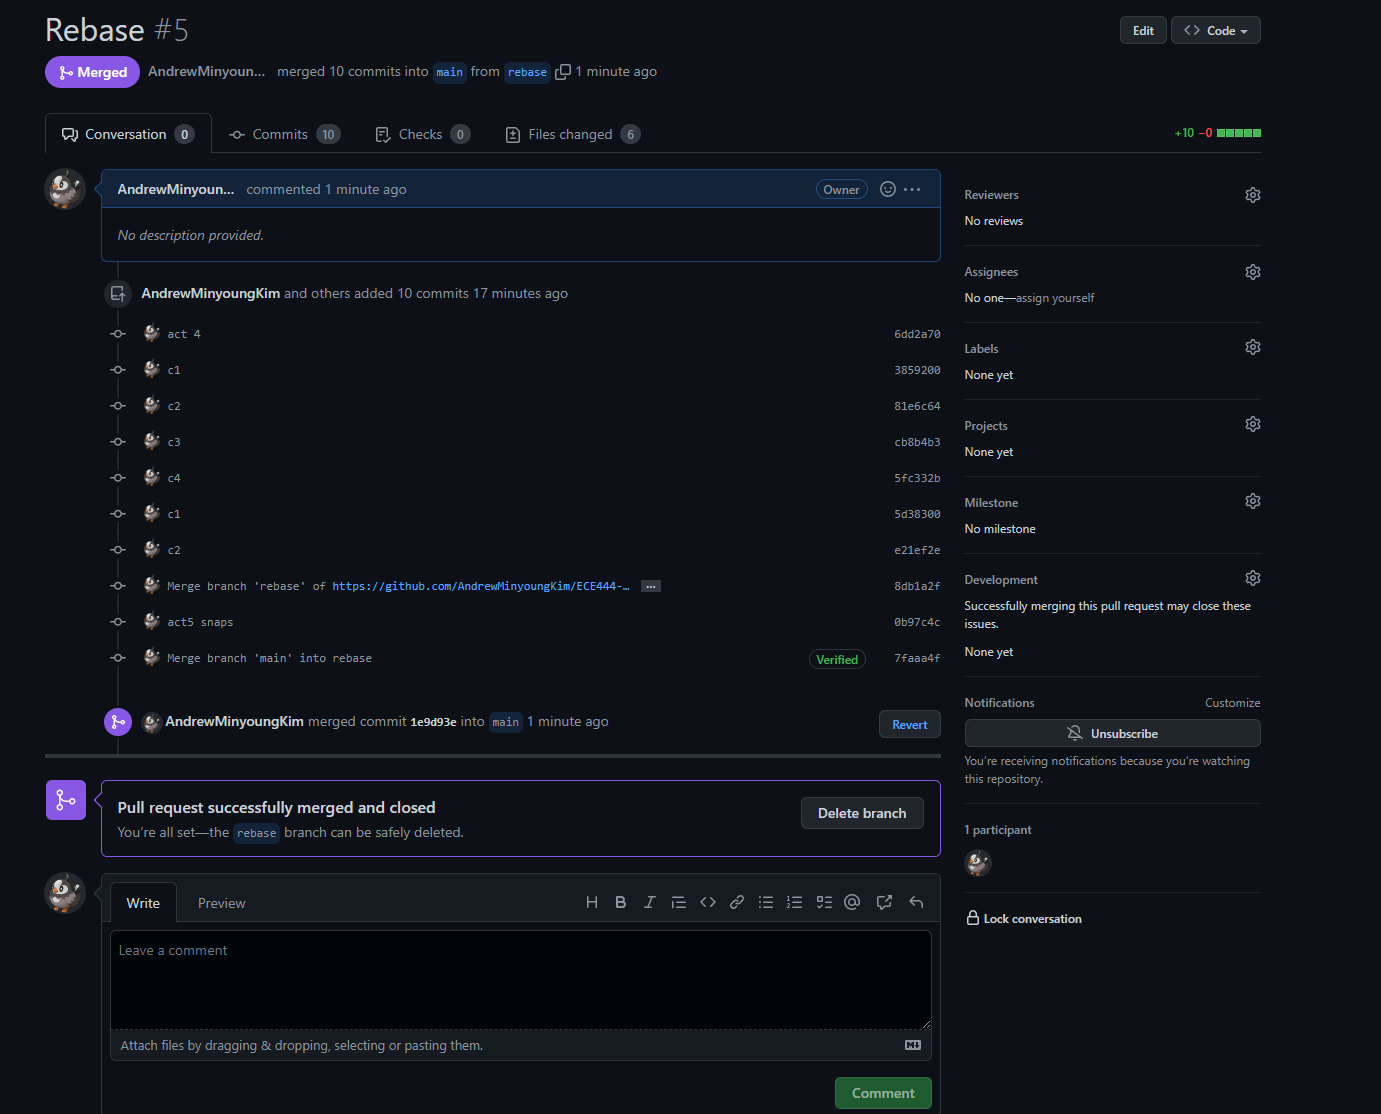 Rebase #5
Edit
Code
Merged
AndrewMinyoun... merged 10 commits into main from rebase 1 minute ago
Conversation 0
Commits 10
Checks 0
Files changed 6
+10 −0
AndrewMinyoun... commented 1 minute ago
Owner
No description provided.
AndrewMinyoungKim and others added 10 commits 17 minutes ago
act 4 6dd2a70
c1 3859200
c2 81e6c64
c3 cb8b4b3
c4 5fc332b
c1 5d38300
c2 e21ef2e
Merge branch 'rebase' of https://github.com/AndrewMinyoungKim/ECE444-… … 8db1a2f
act5 snaps 0b97c4c
Merge branch 'main' into rebase Verified 7faaa4f
AndrewMinyoungKim merged commit 1e9d93e into main 1 minute ago
Revert
Pull request successfully merged and closed
You're all set—the rebase branch can be safely deleted.
Delete branch
Write
Preview
Leave a comment
Attach files by dragging & dropping, selecting or pasting them.
Comment
Reviewers
No reviews
Assignees
No one—assign yourself
Labels
None yet
Projects
None yet
Milestone
No milestone
Development
Successfully merging this pull request may close these
issues.
None yet
Notifications
Customize
Unsubscribe
You're receiving notifications because you're watching
this repository.
1 participant
Lock conversation